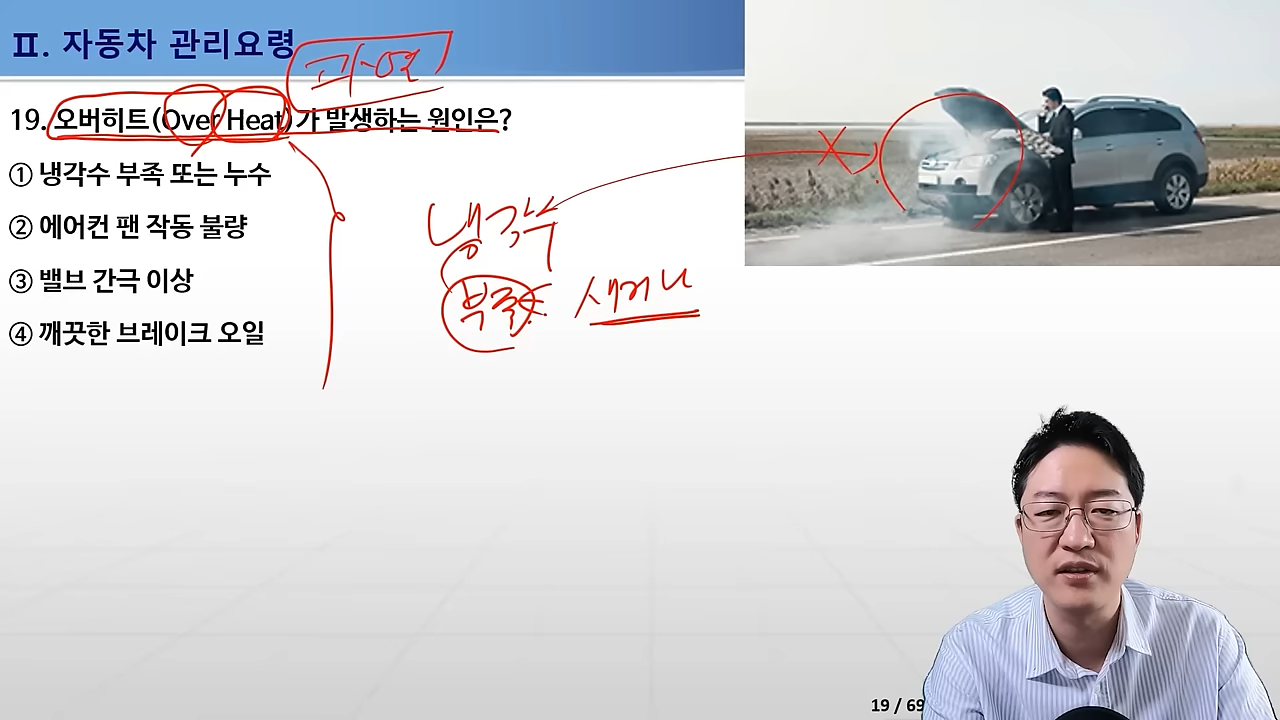 Ⅱ. 자동차 관리요령
과열
19. 오버히트(Over Heat)가 발생하는 원인은?
① 냉각수 부족 또는 누수
② 에어컨 팬 작동 불량
③ 밸브 간극 이상
④ 깨끗한 브레이크 오일
냉각수
부족
19 / 69